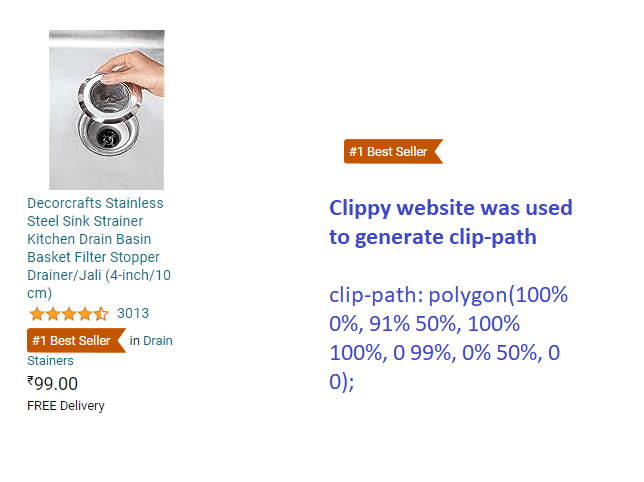 Decorcrafts Stainless
Steel Sink Strainer
Kitchen Drain Basin
Basket Filter Stopper
Drainer/Jali (4-inch/10
cm)
3013
#1 Best Seller in Drain
Stainers
₹99.00
FREE Delivery
#1 Best Seller
Clippy website was used
to generate clip-path
clip-path: polygon(100%
0%, 91% 50%, 100%
100%, 0 99%, 0% 50%, 0
0);